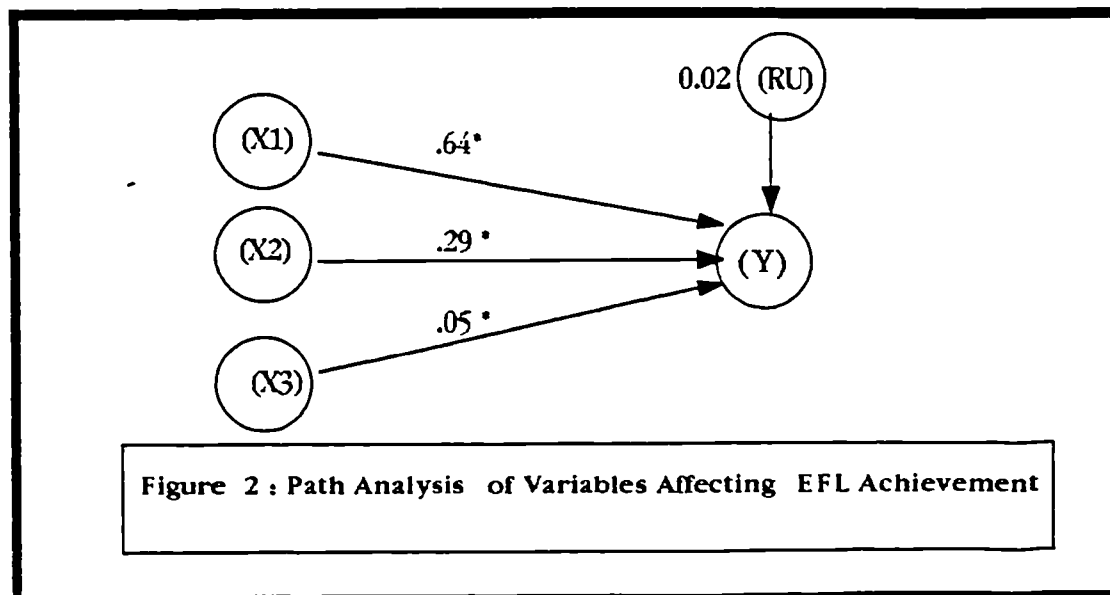 0.02 (RU)
(X1) .64*
(X2) .29 *
(Y)
(X3) .05 *
Figure 2 : Path Analysis of Variables Affecting EFL Achievement